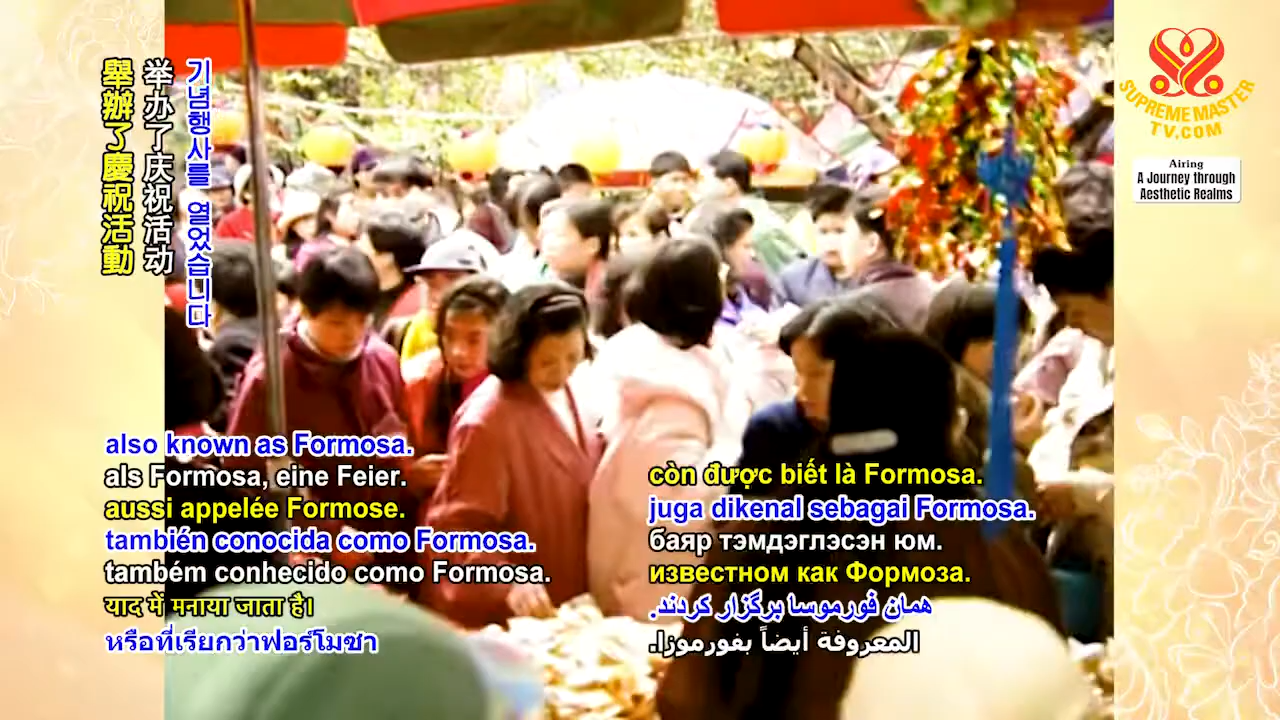 기념행사를 열었습니다
举办了庆祝活动
舉辦了慶祝活動
SUPREME MASTER
TV.COM
Airing
A Journey through
Aesthetic Realms
also known as Formosa.
als Formosa, eine Feier.
aussi appelée Formose.
también conocida como Formosa.
também conhecido como Formosa.
याद में मनाया जाता है।
หรือที่เรียกว่าฟอร์โมซา
còn được biết là Formosa.
juga dikenal sebagai Formosa.
баяр тэмдэглэсэн юм.
известном как Формоза.
همان فورموسا برگزار کردند.
المعروفة أيضاً بفورموزا.